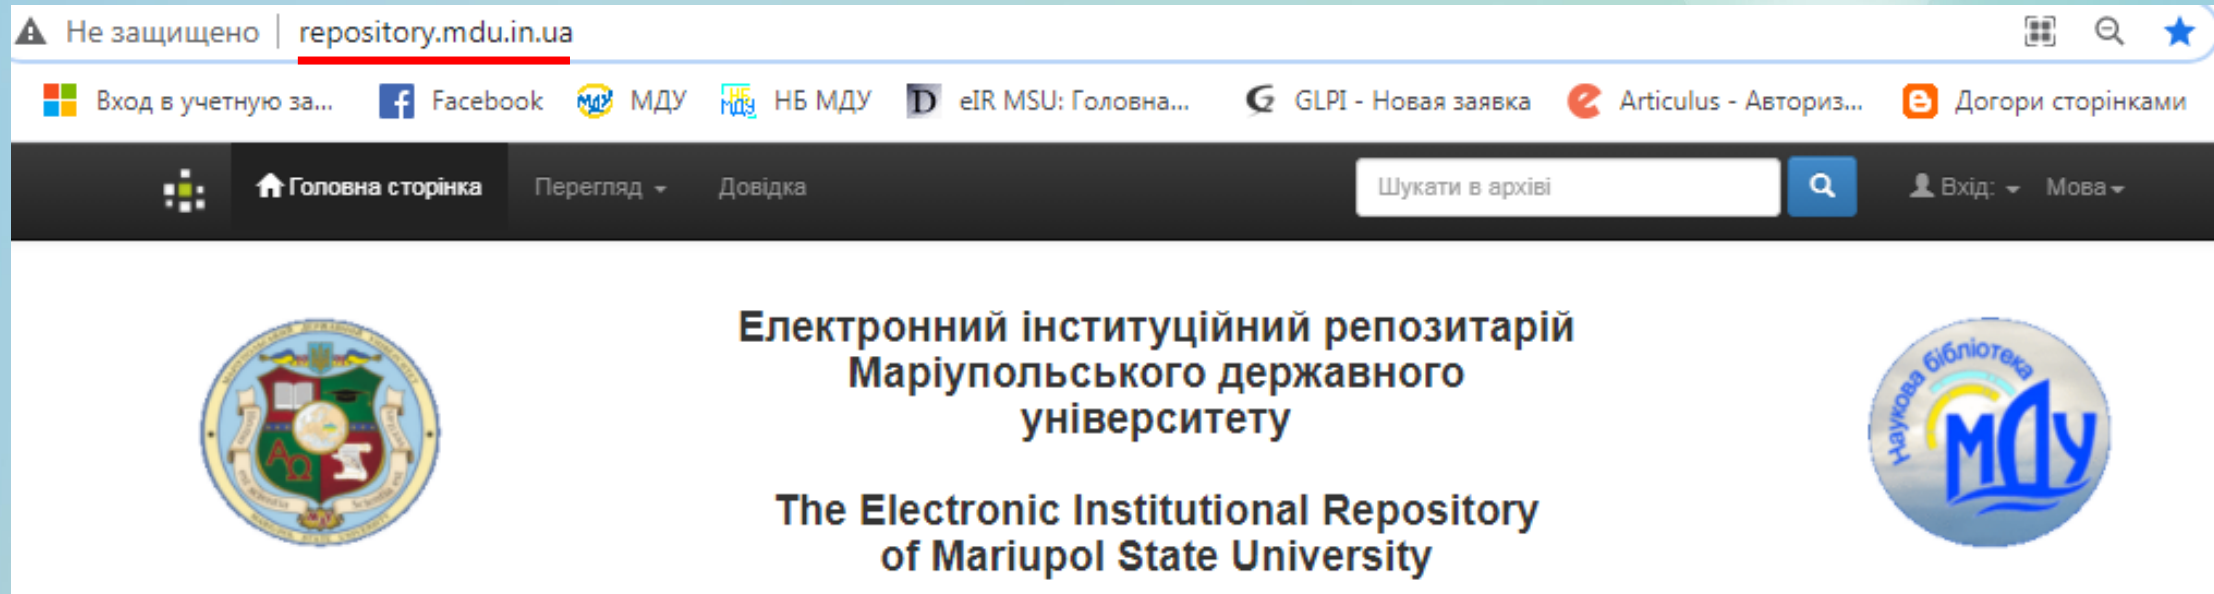 Не защищено repository.mdu.in.ua
Вход в учетную за... Facebook МДУ НБ МДУ eIR MSU: Головна... GLPI - Новая заявка Articulus - Авториз... Догори сторінками
Головна сторінка Перегляд Довідка Шукати в архіві Вхід: Мова
Електронний інституційний репозитарій
Маріупольського державного
університету
The Electronic Institutional Repository
of Mariupol State University
Наукова бібліотека
МДУ